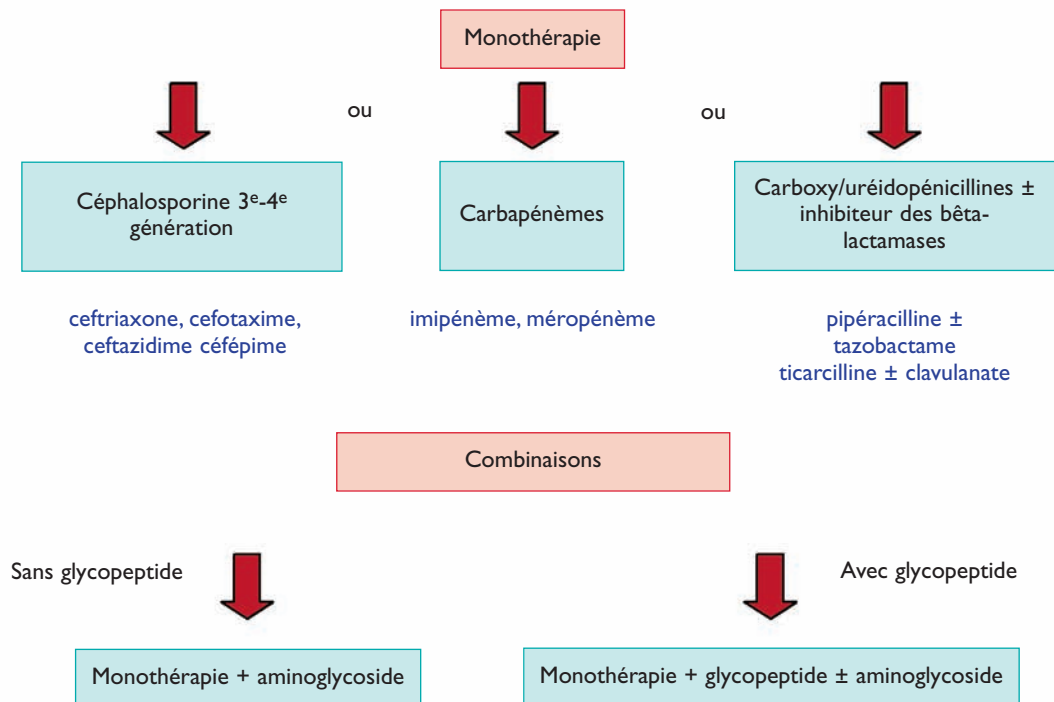 Monothérapie
ou
ou
Céphalosporine 3e-4e
génération
Carbapénèmes
Carboxy/uréidopénicillines ±
inhibiteur des bêta-
lactamases
ceftriaxone, cefotaxime,
ceftazidime céfépime
imipénème, méropénème
pipéracilline ±
tazobactame
ticarcilline ± clavulanate
Combinaisons
Sans glycopeptide
Avec glycopeptide
Monothérapie + aminoglycoside
Monothérapie + glycopeptide ± aminoglycoside